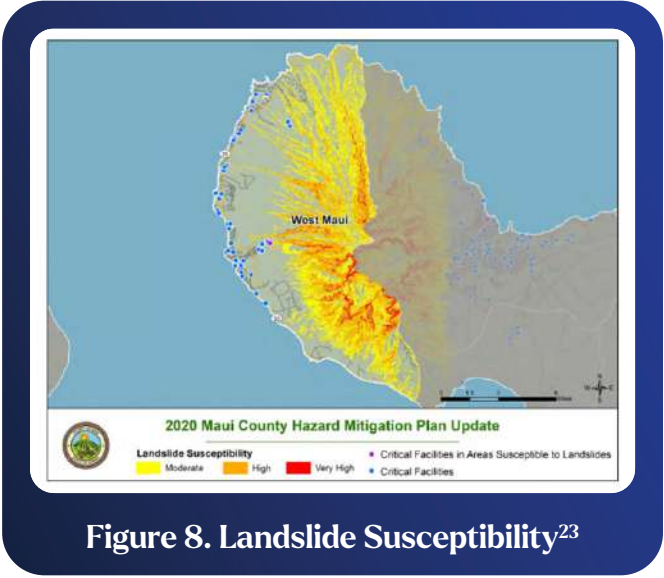 West Maui
2020 Maui County Hazard Mitigation Plan Update
Landslide Susceptibility
Moderate
High
Very High
Critical Facilities in Areas Susceptible to Landslides
Critical Facilities
Figure 8. Landslide Susceptibility²³